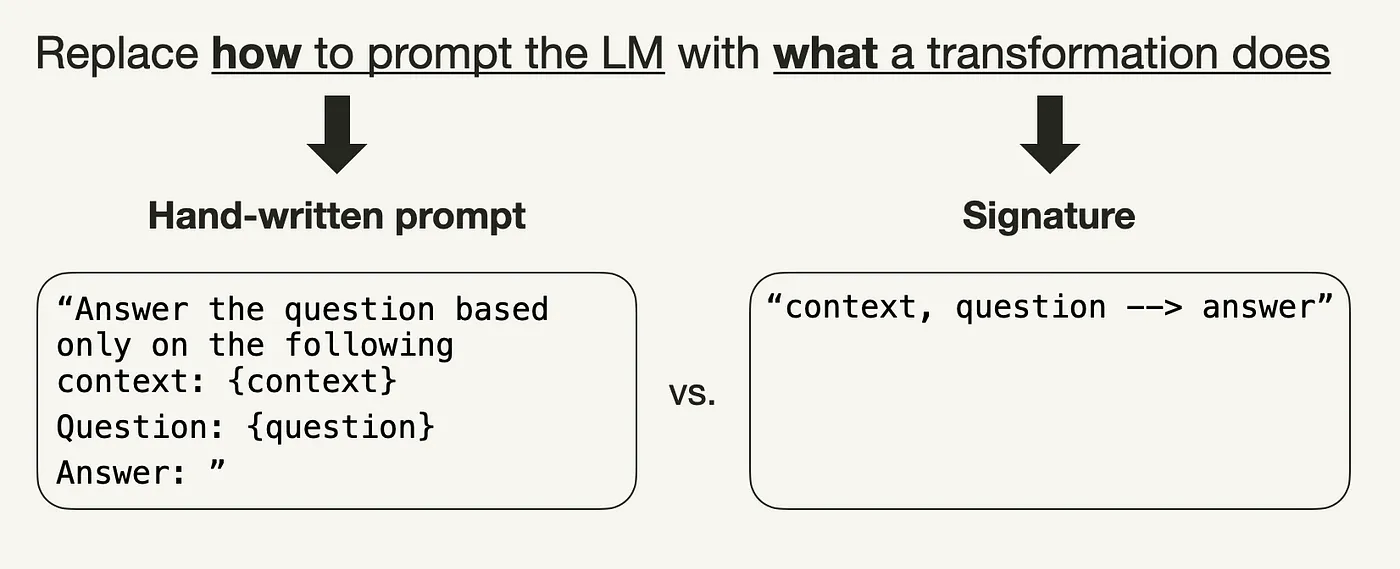 Replace how to prompt the LM with what a transformation does
Hand-written prompt
Signature
“Answer the question based
only on the following
context: {context}
Question: {question}
Answer: ”
vs.
“context, question --> answer”